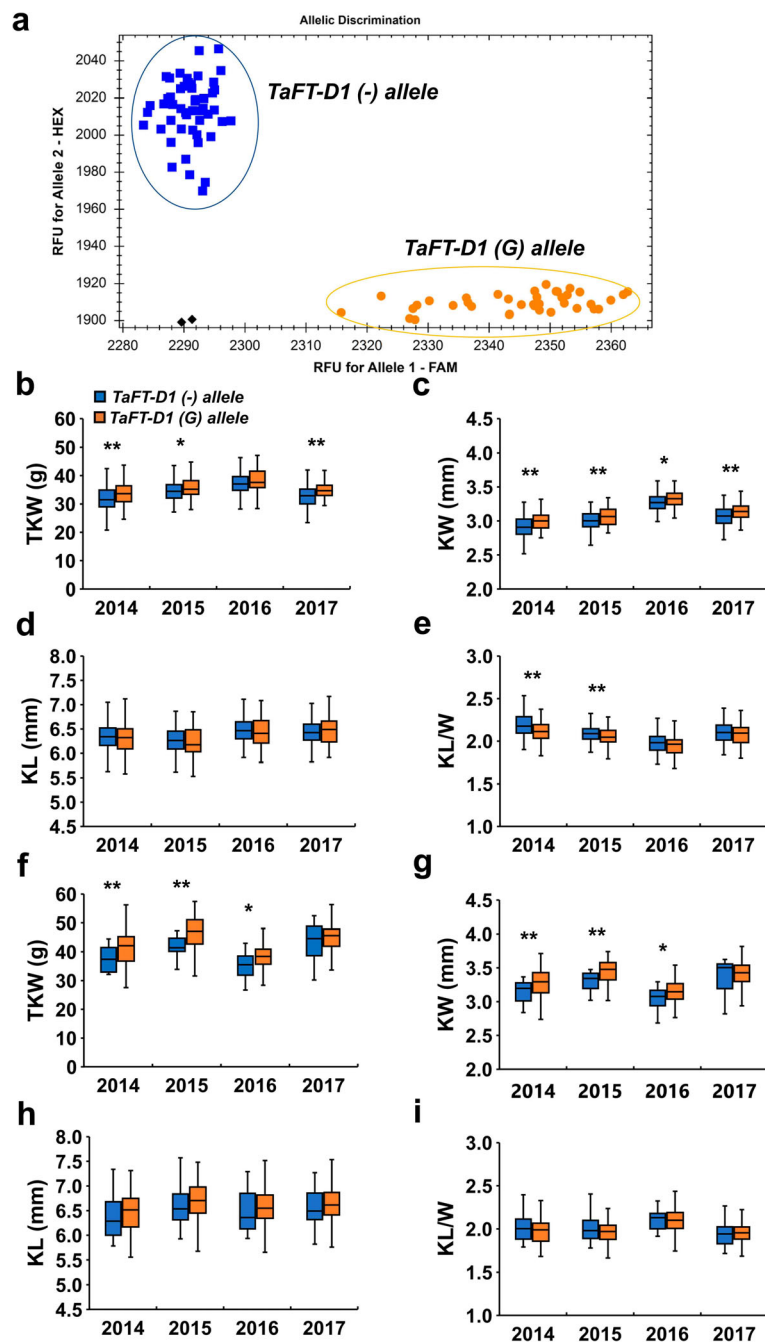 a
Allelic Discrimination
RFU for Allele 2 - HEX
2040
2020
2000
1980
1960
1940
1920
1900
TaFT-D1 (-) allele
TaFT-D1 (G) allele
2280 2290 2300 2310 2320 2330 2340 2350 2360
RFU for Allele 1 - FAM
b
TaFT-D1 (-) allele
TaFT-D1 (G) allele
TKW (g)
60
50
40
30
20
10
0
** * **
2014 2015 2016 2017
c
KW (mm)
4.5
4.0
3.5
3.0
2.5
2.0
** ** * **
2014 2015 2016 2017
d
KL (mm)
8.0
7.5
7.0
6.5
6.0
5.5
5.0
4.5
2014 2015 2016 2017
e
KL/W
3.0
2.5
2.0
1.5
1.0
** **
2014 2015 2016 2017
f
TKW (g)
60
50
40
30
20
10
0
** ** *
2014 2015 2016 2017
g
KW (mm)
4.5
4.0
3.5
3.0
2.5
2.0
** ** *
2014 2015 2016 2017
h
KL (mm)
8.0
7.5
7.0
6.5
6.0
5.5
5.0
4.5
2014 2015 2016 2017
i
KL/W
3.0
2.5
2.0
1.5
1.0
2014 2015 2016 2017